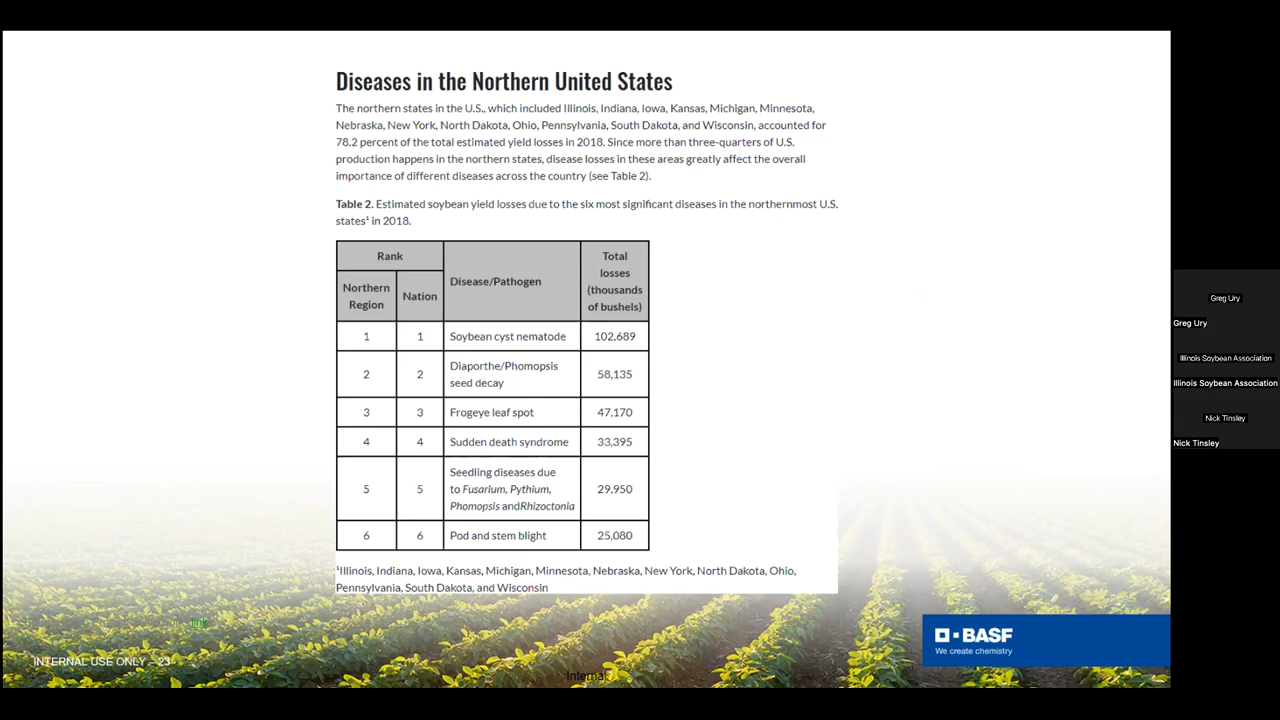 Diseases in the Northern United States
The northern states in the U.S., which included Illinois, Indiana, Iowa, Kansas, Michigan, Minnesota,
Nebraska, New York, North Dakota, Ohio, Pennsylvania, South Dakota, and Wisconsin, accounted for
78.2 percent of the total estimated yield losses in 2018. Since more than three-quarters of U.S.
production happens in the northern states, disease losses in these areas greatly affect the overall
importance of different diseases across the country (see Table 2).
Table 2. Estimated soybean yield losses due to the six most significant diseases in the northernmost U.S.
states¹ in 2018.
Rank
Northern
Region
Nation
Disease/Pathogen
Total
losses
(thousands
of bushels)
1 1 Soybean cyst nematode 102,689
2 2 Diaporthe/Phomopsis
seed decay 58,135
3 3 Frogeye leaf spot 47,170
4 4 Sudden death syndrome 33,395
5 5 Seedling diseases due
to Fusarium, Pythium,
Phomopsis andRhizoctonia 29,950
6 6 Pod and stem blight 25,080
¹Illinois, Indiana, Iowa, Kansas, Michigan, Minnesota, Nebraska, New York, North Dakota, Ohio,
Pennsylvania, South Dakota, and Wisconsin
link
INTERNAL USE ONLY – 23
Internal
BASF
We create chemistry
Greg Ury
Greg Ury
Illinois Soybean Association
Illinois Soybean Association
Nick Tinsley
Nick Tinsley